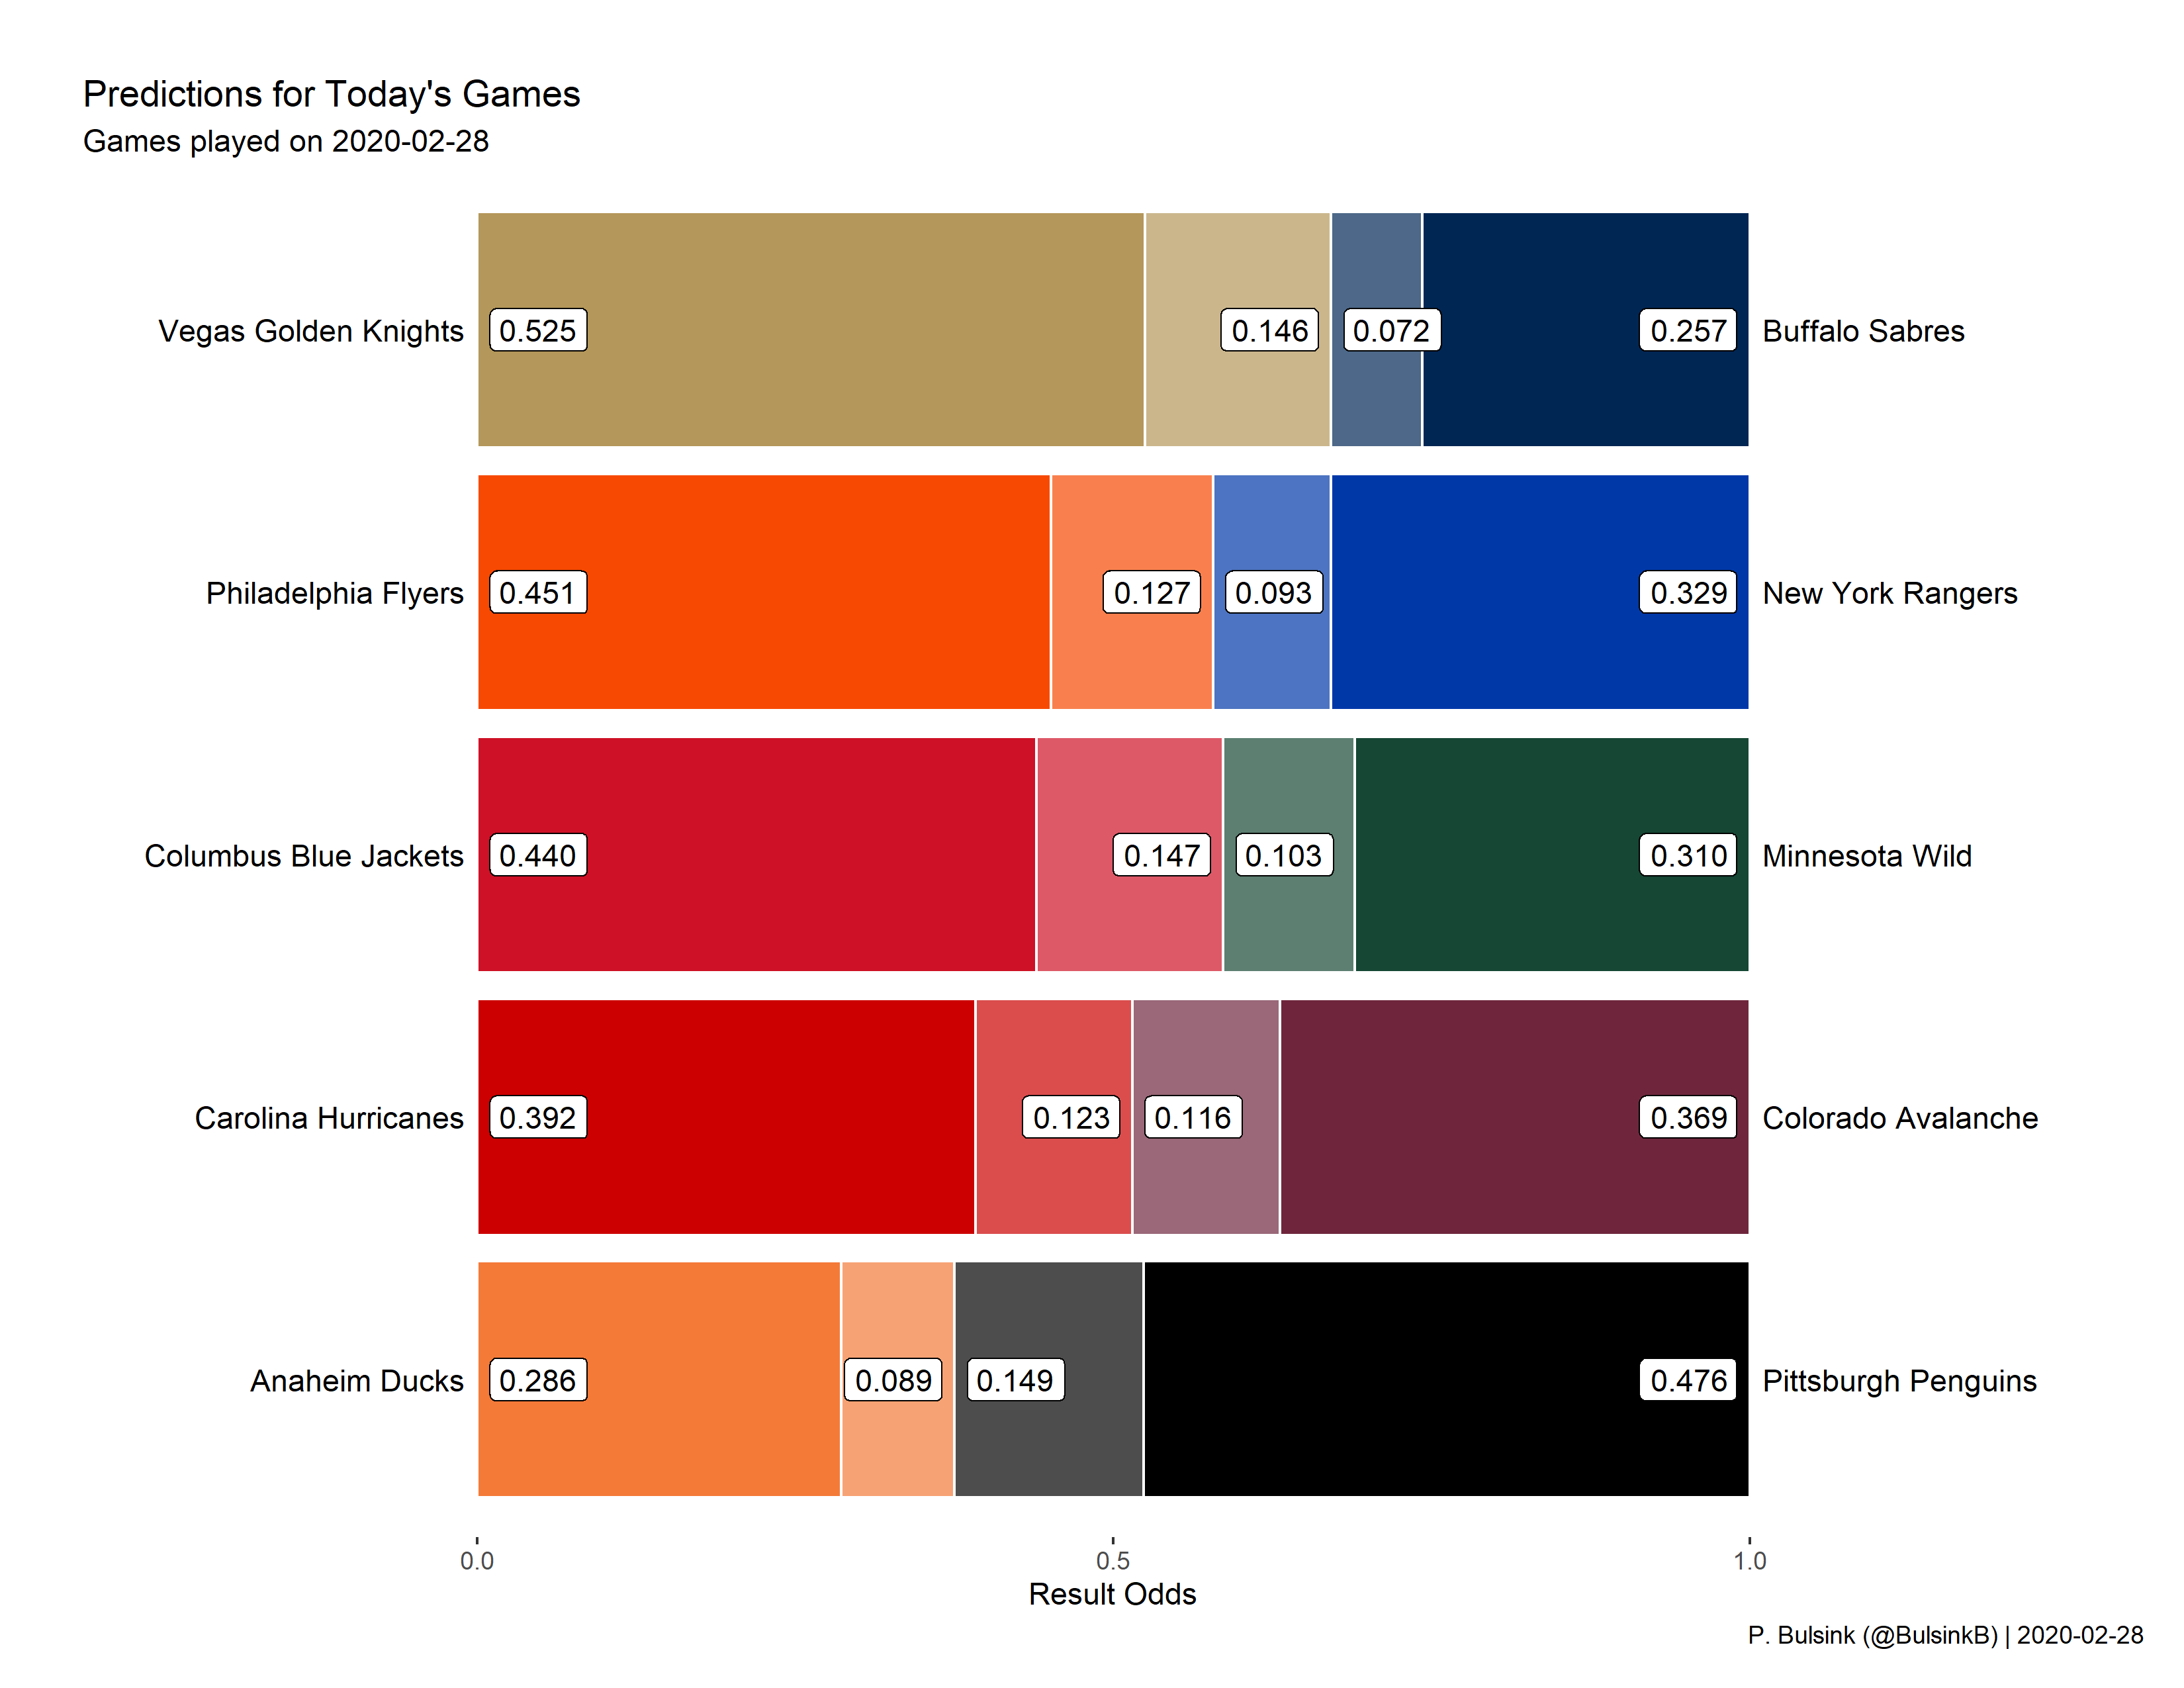 Predictions for Today's Games
Games played on 2020-02-28
Vegas Golden Knights 0.525 0.146 0.072 0.257 Buffalo Sabres
Philadelphia Flyers 0.451 0.127 0.093 0.329 New York Rangers
Columbus Blue Jackets 0.440 0.147 0.103 0.310 Minnesota Wild
Carolina Hurricanes 0.392 0.123 0.116 0.369 Colorado Avalanche
Anaheim Ducks 0.286 0.089 0.149 0.476 Pittsburgh Penguins
0.0 0.5 1.0
Result Odds
P. Bulsink (@BulsinkB) | 2020-02-28